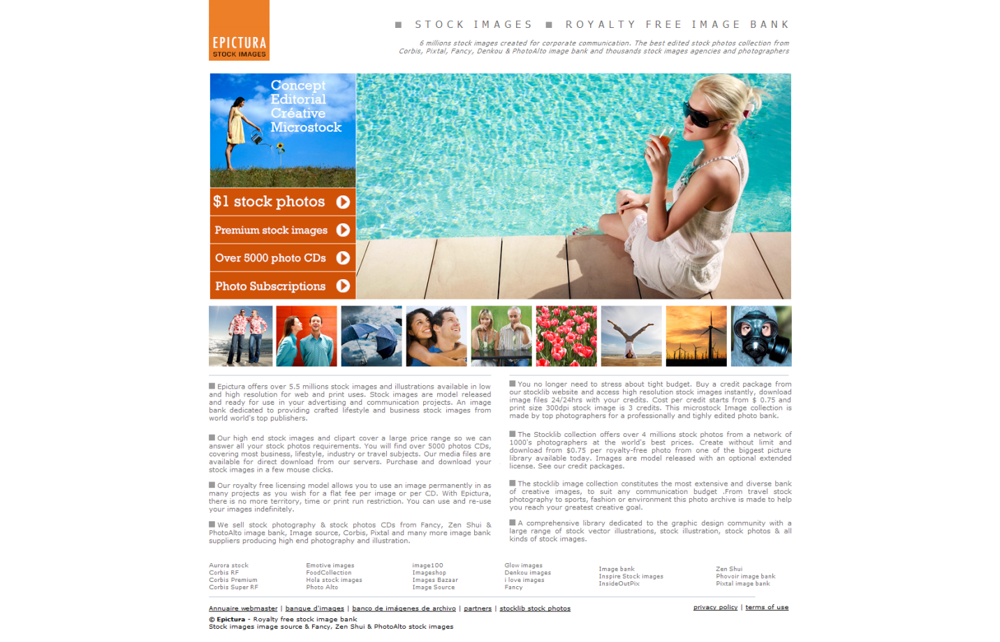 EPICTURA
STOCK IMAGES
■ STOCK IMAGES ■ ROYALTY FREE IMAGE BANK
6 millions stock images created for corporate communication. The best edited stock photos collection from
Corbis, Pixtal, Fancy, Denkou & PhotoAlto image bank and thousands stock images agencies and photographers
Concept
Editorial
Créative
Microstock
$1 stock photos
Premium stock images
Over 5000 photo CDs
Photo Subscriptions
Epictura offers over 5.5 millions stock images and illustrations available in low
and high resolution for web and print uses. Stock images are model released
and ready for use in your advertising and communication projects. An image
bank dedicated to providing crafted lifestyle and business stock images from
world world's top publishers.
Our high end stock images and clipart cover a large price range so we can
answer all your stock photos requirements. You will find over 5000 photos CDs,
covering most business, lifestyle, industry or travel subjects. Our media files are
available for direct download from our servers. Purchase and download your
stock images in a few mouse clicks.
Our royalty free licensing model allows you to use an image permanently in as
many projects as you wish for a flat fee per image or per CD. With Epictura,
there is no more territory, time or print run restriction. You can use and re-use
your images indefinitely.
We sell stock photography & stock photos CDs from Fancy, Zen Shui &
PhotoAlto image bank, Image source, Corbis, Pixtal and many more image bank
suppliers producing high end photography and illustration.
You no longer need to stress about tight budget. Buy a credit package from
our stocklib website and access high resolution stock images instantly, download
image files 24/24hrs with your credits. Cost per credit starts from $ 0.75 and
print size 300dpi stock image is 3 credits. This microstock Image collection is
made by top photographers for a professionally and tighly edited photo bank.
The Stocklib collection offers over 4 millions stock photos from a network of
1000's photographers at the world's best prices. Create without limit and
download from $0.75 per royalty-free photo from one of the biggest picture
library available today. Images are model released with an optional extended
license. See our credit packages.
The stocklib image collection constitutes the most extensive and diverse bank
of creative images, to suit any communication budget .From travel stock
photography to sports, fashion or environment this photo archive is made to help
you reach your greatest creative goal.
A comprehensive library dedicated to the graphic design community with a
large range of stock vector illustrations, stock illustration, stock photos & all
kinds of stock images.
Aurora stock
Corbis RF
Corbis Premium
Corbis Super RF
Emotive images
FoodCollection
Hola stock images
Photo Alto
image100
Imageshop
Images Bazaar
Image Source
Glow images
Denkou images
i love images
Fancy
Image bank
Inspire Stock images
InsideOutPix
Zen Shui
Phovoir image bank
Pixtal image bank
Annuaire webmaster | banque d'images | banco de imágenes de archivo | partners | stocklib stock photos
privacy policy | terms of use
© Epictura - Royalty free stock image bank
Stock images image source & Fancy, Zen Shui & PhotoAlto stock images